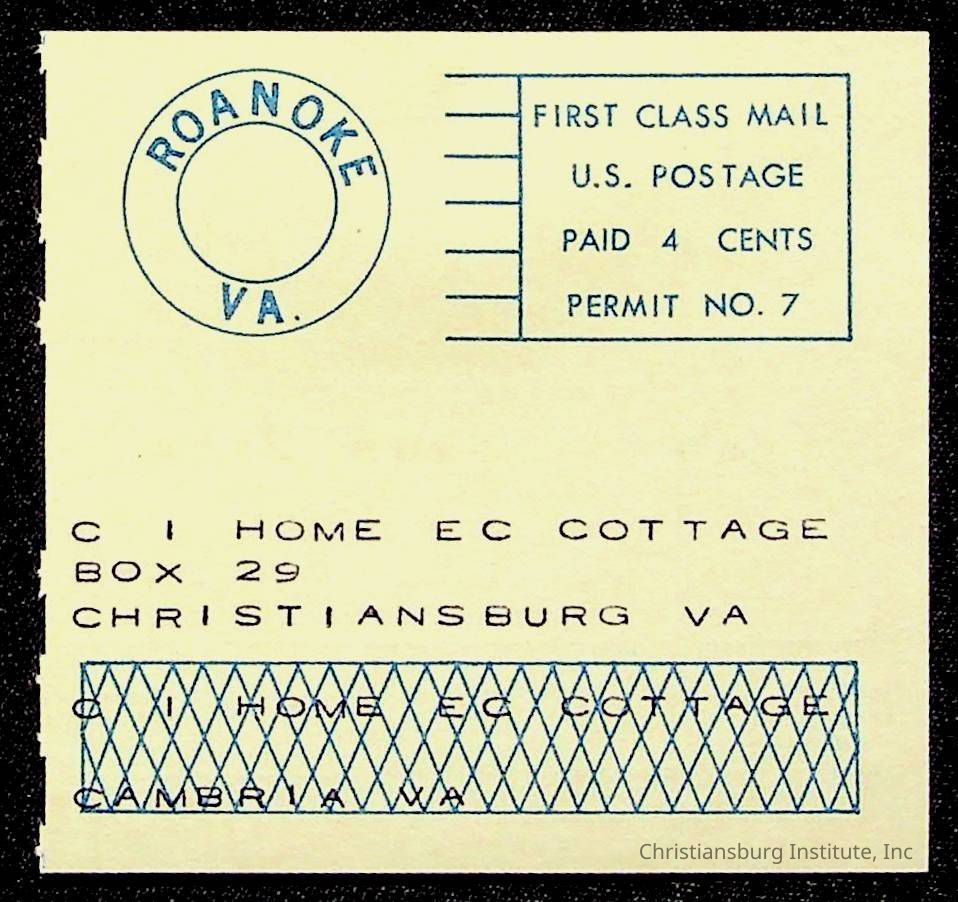 ROANOKE
VA.
FIRST CLASS MAIL
U.S. POSTAGE
PAID 4 CENTS
PERMIT NO. 7
C I HOME EC COTTAGE
BOX 29
CHRISTIANSBURG VA
C I HOME EC COTTAGE
CAMBRIA VA
Christiansburg Institute, Inc